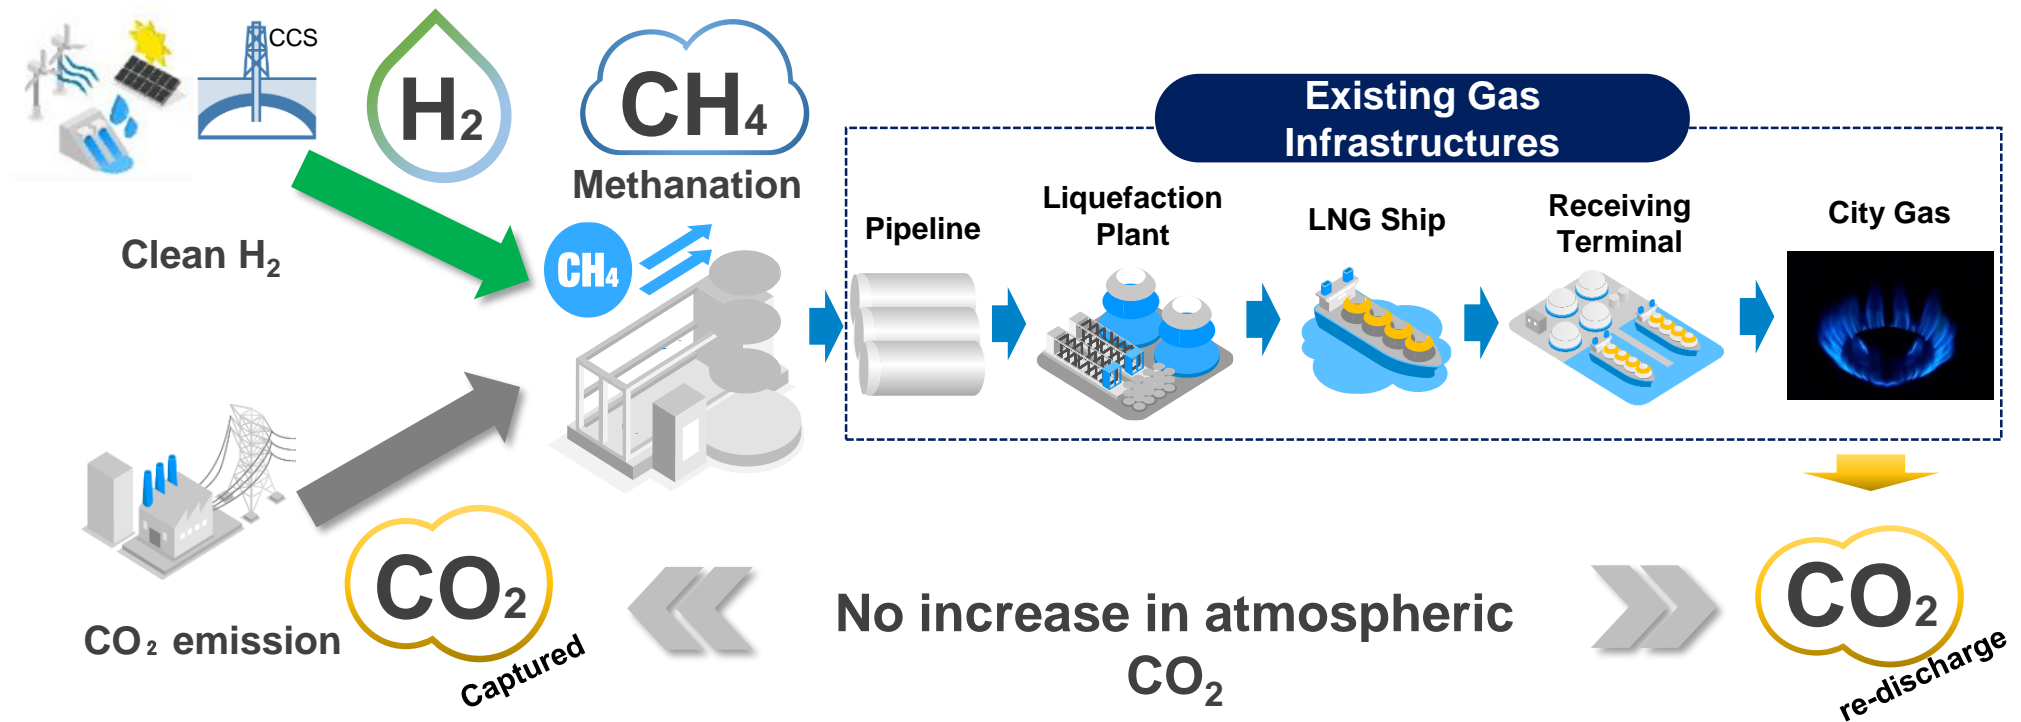 CCS
H2
CH4
Methanation
Clean H2
CH4
Existing Gas
Infrastructures
Pipeline
Liquefaction
Plant
LNG Ship
Receiving
Terminal
City Gas
CO2 emission
CO2
Captured
No increase in atmospheric
CO2
CO2
re-discharge